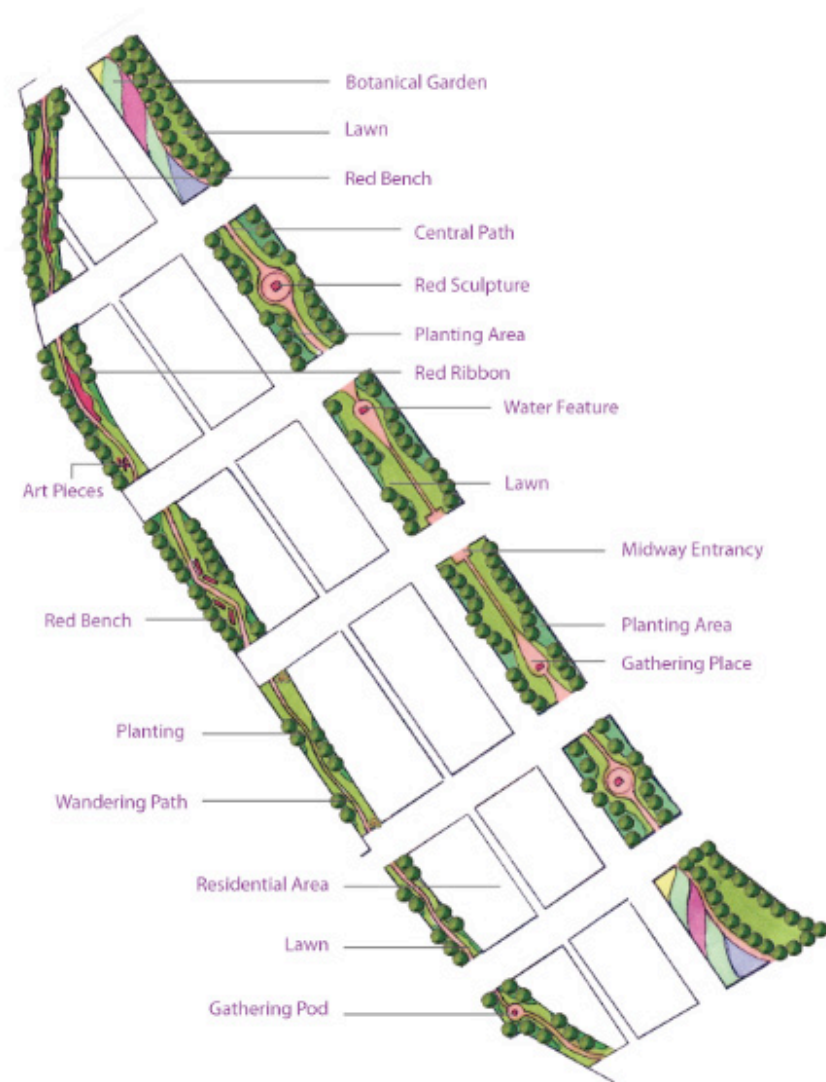 Botanical Garden
Lawn
Red Bench
Central Path
Red Sculpture
Planting Area
Red Ribbon
Water Feature
Art Pieces
Lawn
Midway Entrancy
Red Bench
Planting Area
Gathering Place
Planting
Wandering Path
Residential Area
Lawn
Gathering Pod